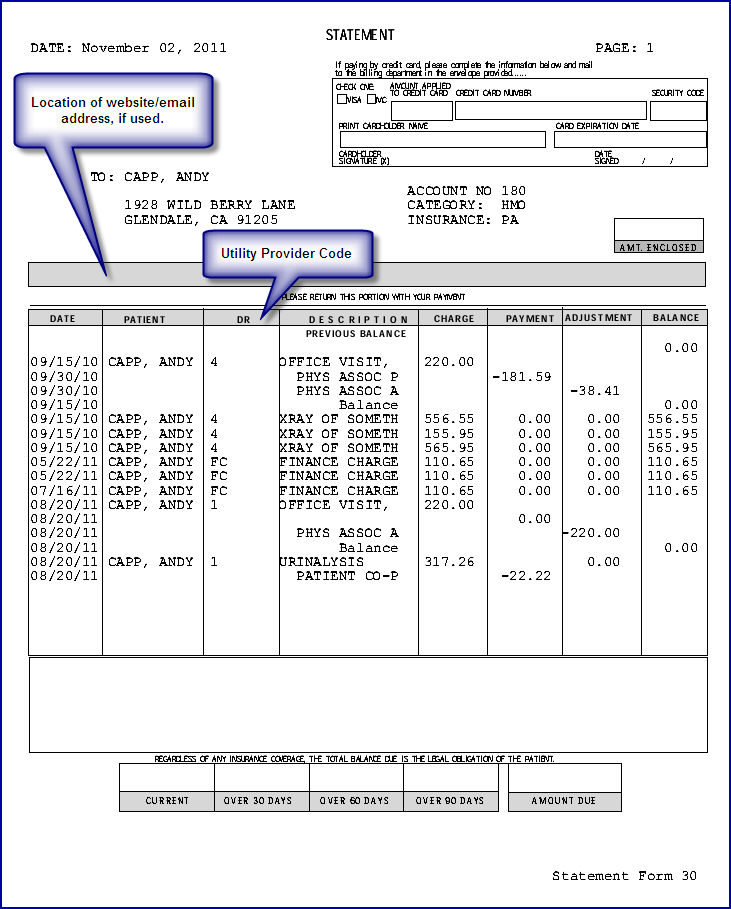 STATEMENT
DATE: November 02, 2011 PAGE: 1
If paying by credit card, please complete the information below and mail
to the billing department in the envelope provided......
CHECK ONE AMOUNT APPLIED
VISA MC TO CREDIT CARD CREDIT CARD NUMBER SECURITY CODE
PRINT CARDHOLDER NAME CARD EXPIRATION DATE
CARDHOLDER DATE
SIGNATURE (X) SIGNED / /
Location of website/email
address, if used.
TO: CAPP, ANDY
1928 WILD BERRY LANE
GLENDALE, CA 91205
ACCOUNT NO 180
CATEGORY: HMO
INSURANCE: PA
AMT. ENCLOSED
Utility Provider Code
PLEASE RETURN THIS PORTION WITH YOUR PAYMENT
DATE PATIENT DR DESCRIPTION CHARGE PAYMENT ADJUSTMENT BALANCE
PREVIOUS BALANCE
0.00
09/15/10 CAPP, ANDY 4 OFFICE VISIT, 220.00
09/30/10 PHYS ASSOC P -181.59
09/30/10 PHYS ASSOC A -38.41
09/15/10 Balance 0.00
09/15/10 CAPP, ANDY 4 XRAY OF SOMETH 556.55 0.00 0.00 556.55
09/15/10 CAPP, ANDY 4 XRAY OF SOMETH 155.95 0.00 0.00 155.95
09/15/10 CAPP, ANDY 4 XRAY OF SOMETH 565.95 0.00 0.00 565.95
05/22/11 CAPP, ANDY FC FINANCE CHARGE 110.65 0.00 0.00 110.65
05/22/11 CAPP, ANDY FC FINANCE CHARGE 110.65 0.00 0.00 110.65
07/16/11 CAPP, ANDY FC FINANCE CHARGE 110.65 0.00 0.00 110.65
08/20/11 CAPP, ANDY 1 OFFICE VISIT, 220.00
08/20/11 0.00
08/20/11 PHYS ASSOC A -220.00
08/20/11 Balance 0.00
08/20/11 CAPP, ANDY 1 URINALYSIS 317.26 0.00
08/20/11 PATIENT CO-P -22.22
REGARDLESS OF ANY INSURANCE COVERAGE, THE TOTAL BALANCE DUE IS THE LEGAL OBLIGATION OF THE PATIENT.
CURRENT OVER 30 DAYS OVER 60 DAYS OVER 90 DAYS AMOUNT DUE
Statement Form 30